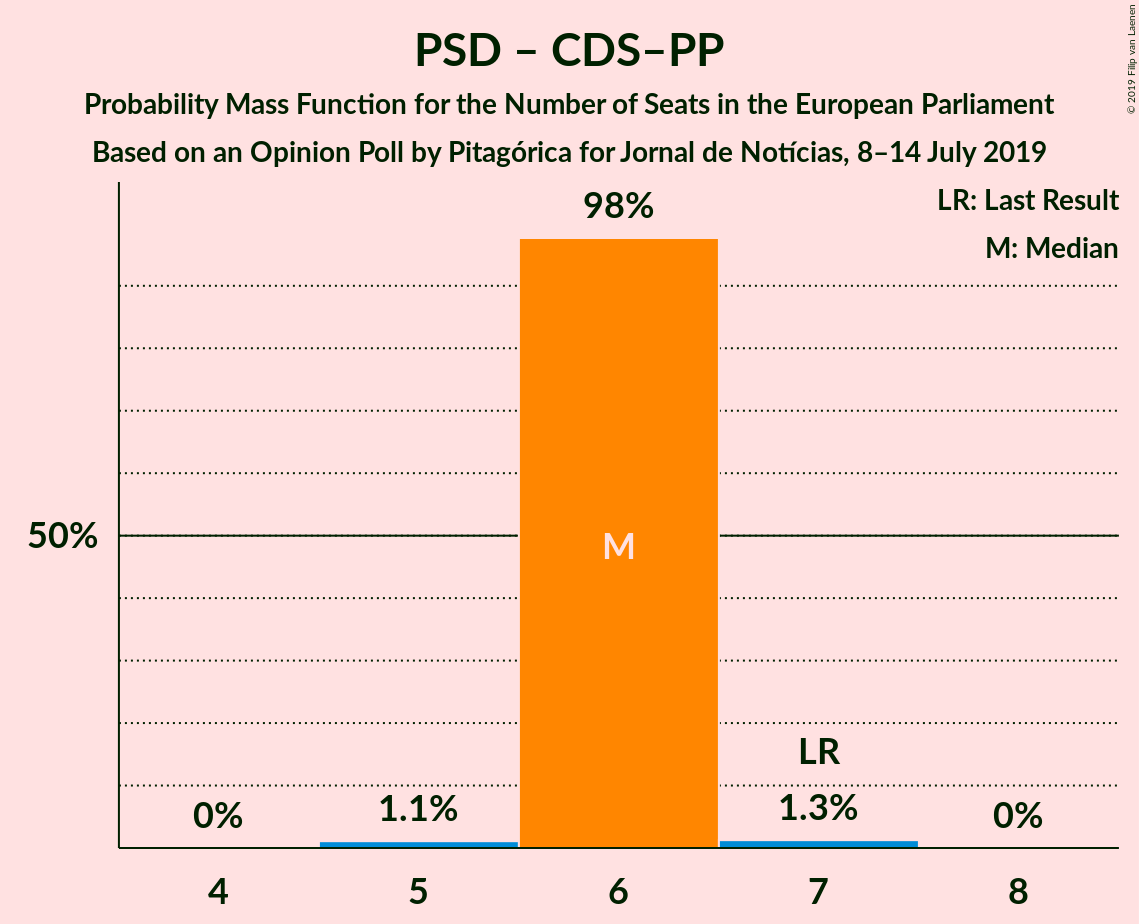 PSD – CDS–PP
Probability Mass Function for the Number of Seats in the European Parliament
Based on an Opinion Poll by Pitagórica for Jornal de Notícias, 8–14 July 2019
© 2019 Filip van Laenen
LR: Last Result
M: Median
98%
50%
M
LR
0%
1.1%
1.3%
0%
4
5
6
7
8